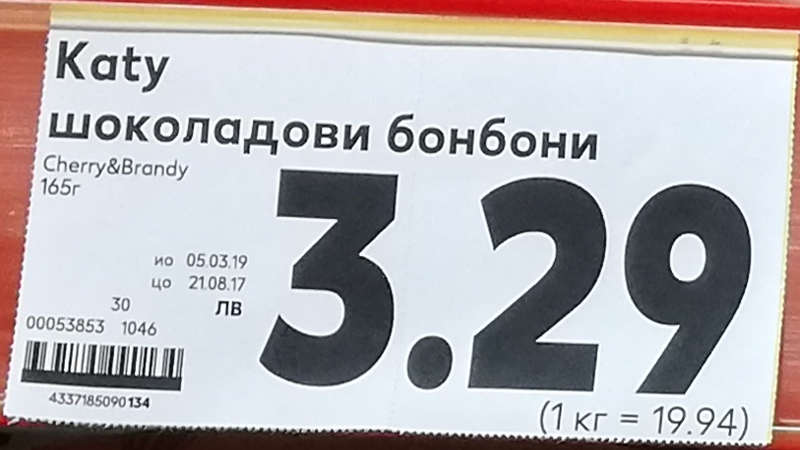 Katy
шоколадови бонбони
Cherry&Brandy
165г
3.29
ио 05.03.19
цо 21.08.17
30
лв
00053853 1046
4337185090134
(1 кг = 19.94)